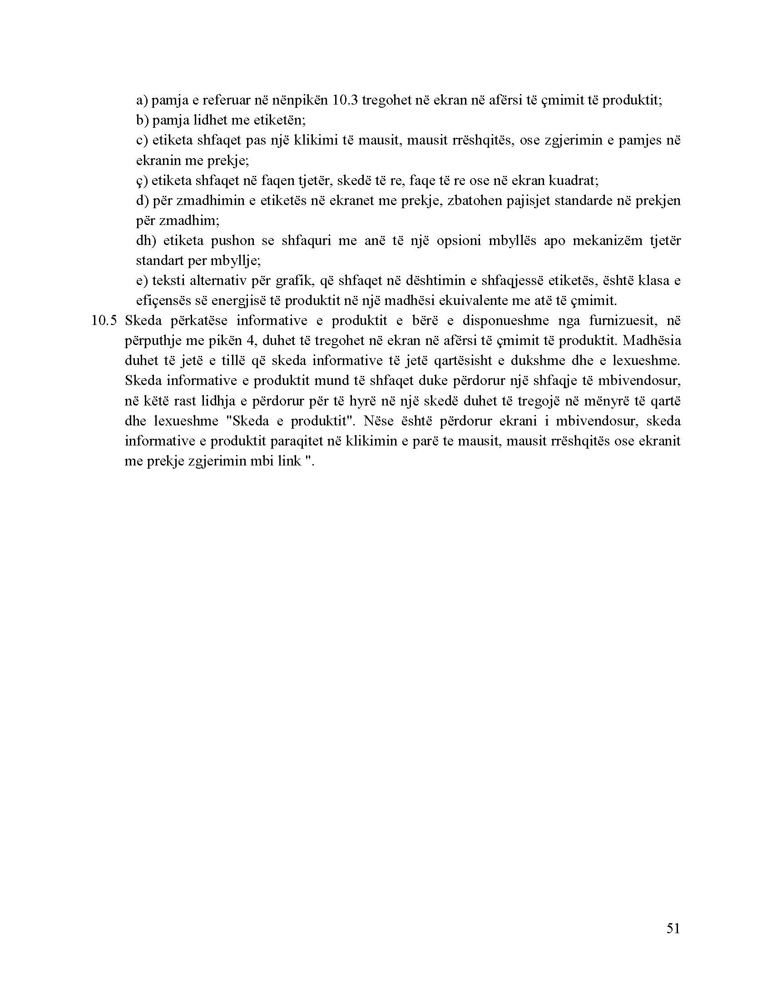 a) pamja e referuar në nënpikën 10.3 tregohet në ekran në afërsi të çmimit të produktit;
b) pamja lidhet me etiketën;
c) etiketa shfaqet pas një klikimi të mausit, mausit rrëshqitës, ose zgjerimin e pamjes në
ekranin me prekje;
ç) etiketa shfaqet në faqen tjetër, skedë të re, faqe të re ose në ekran kuadrat;
d) për zmadhimin e etiketës në ekranet me prekje, zbatohen pajisjet standarde në prekjen
për zmadhim;
dh) etiketa pushon se shfaquri me anë të një opsioni mbyllës apo mekanizëm tjetër
standart per mbyllje;
e) teksti alternativ për grafik, që shfaqet në dështimin e shfaqjessë etiketës, është klasa e
efiçensës së energjisë të produktit në një madhësi ekuivalente me atë të çmimit.
10.5 Skeda përkatëse informative e produktit e bërë e disponueshme nga furnizuesit, në
përputhje me pikën 4, duhet të tregohet në ekran në afërsi të çmimit të produktit. Madhësia
duhet të jetë e tillë që skeda informative të jetë qartësisht e dukshme dhe e lexueshme.
Skeda informative e produktit mund të shfaqet duke përdorur një shfaqje të mbivendosur,
në këtë rast lidhja e përdorur për të hyrë në një skedë duhet të tregojë në mënyrë të qartë
dhe lexueshme "Skeda e produktit". Nëse është përdorur ekrani i mbivendosur, skeda
informative e produktit paraqitet në klikimin e parë te mausit, mausit rrëshqitës ose ekranit
me prekje zgjerimin mbi link ".
51